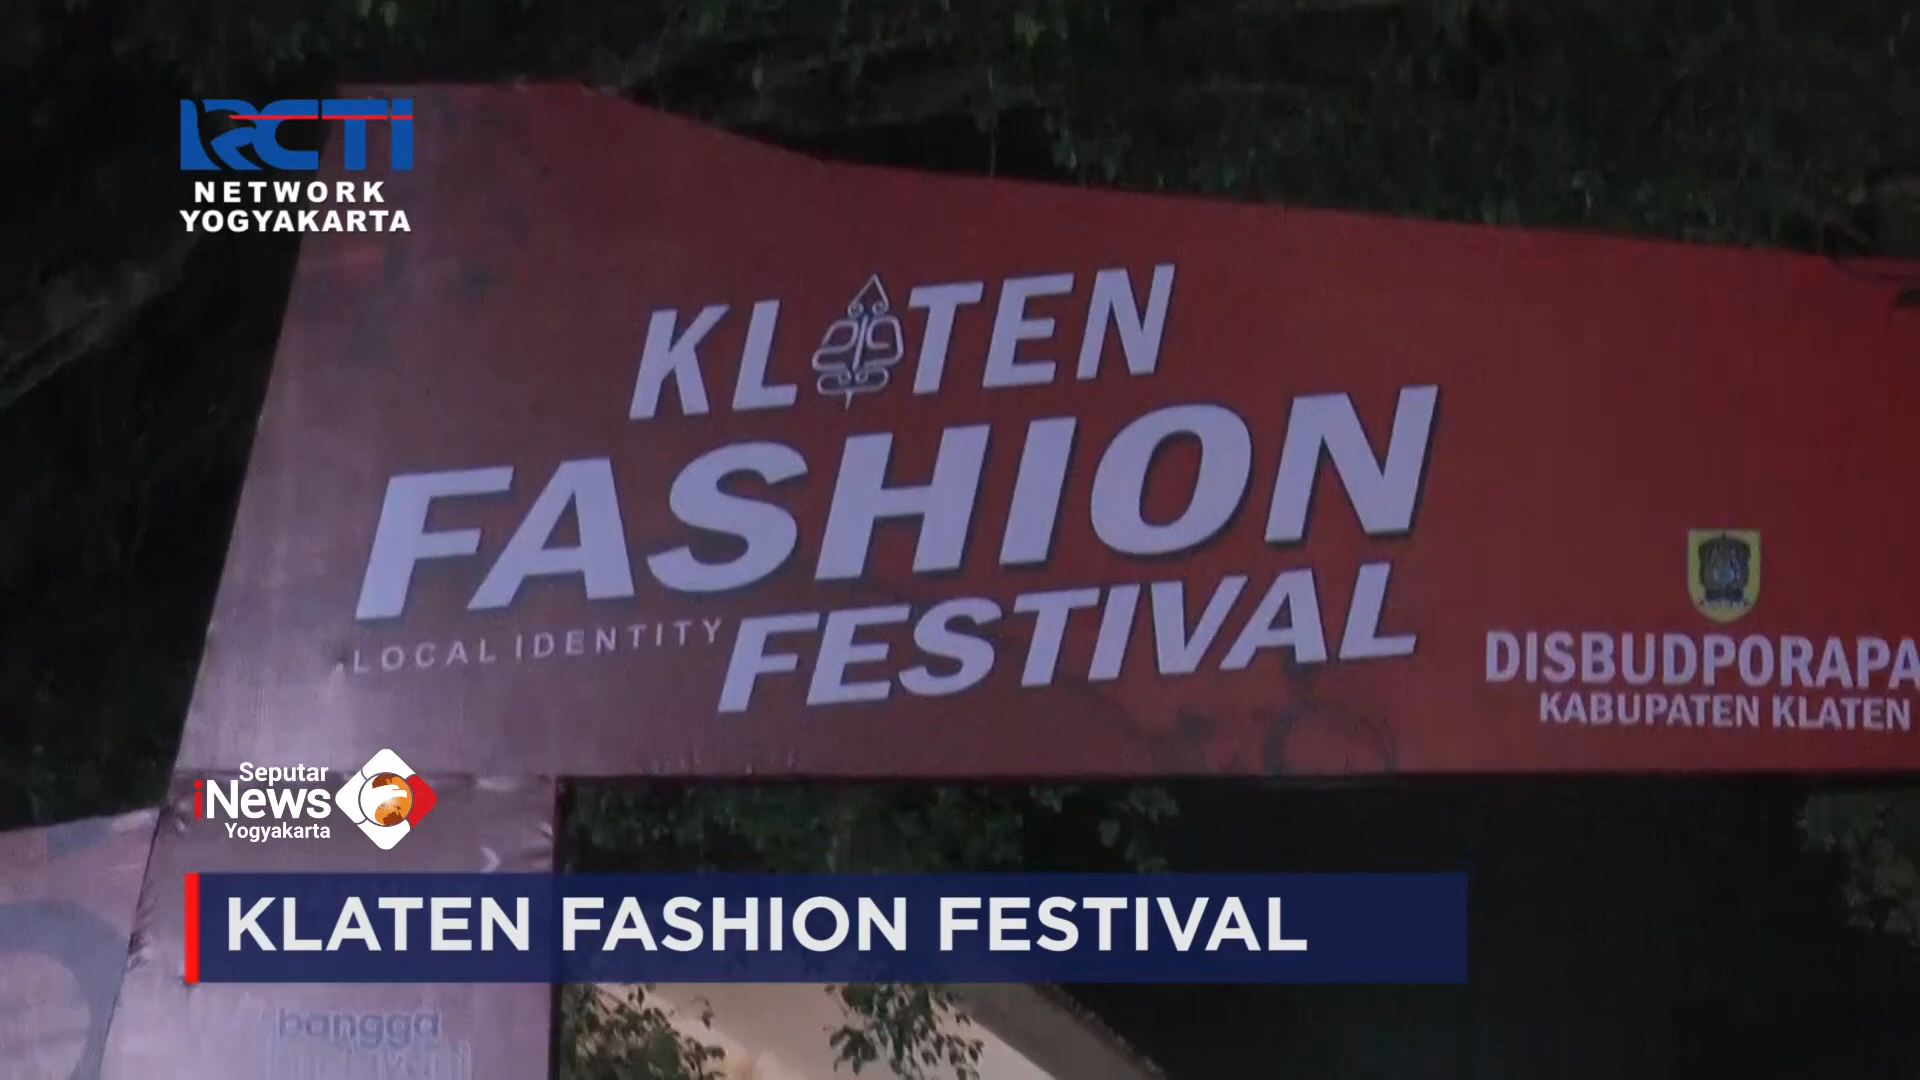 RCTI
NETWORK
YOGYAKARTA
KLATEN
FASHION
LOCAL IDENTITY
FESTIVAL
DISBUDPORAPA
KABUPATEN KLATEN
Seputar
iNews
Yogyakarta
KLATEN FASHION FESTIVAL
bangga